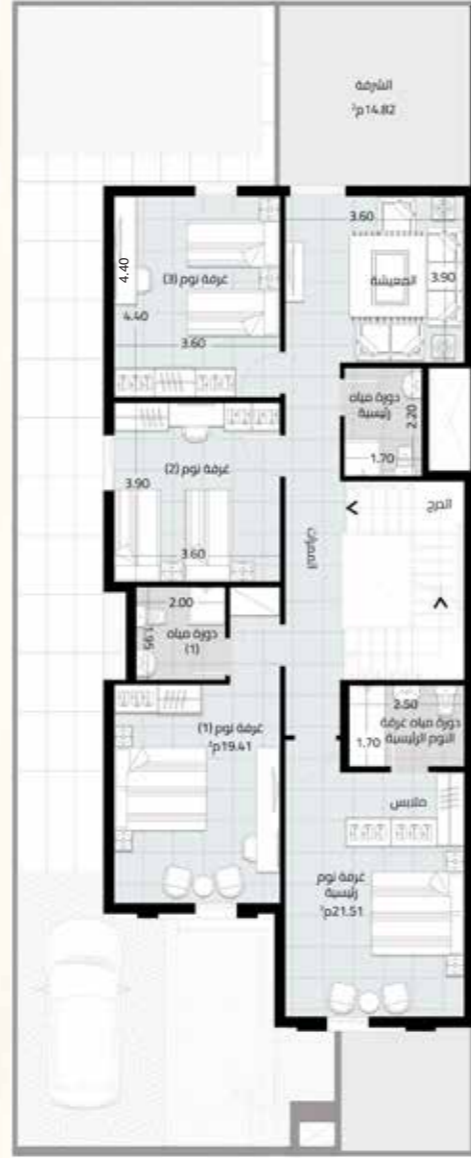 الشرفة
14.82م²
3.60
المعيشة
3.90
غرفة نوم (3)
4.40
4.40
3.60
دورة مياه
رئيسية
2.20
1.70
غرفة نوم (2)
3.90
3.60
الدرج
الممرات
2.00
دورة مياه
(1)
1.95
2.50
دورة مياه غرفة
النوم الرئيسية
1.70
غرفة نوم (1)
19.41م²
ملابس
غرفة نوم
رئيسية
21.51م²